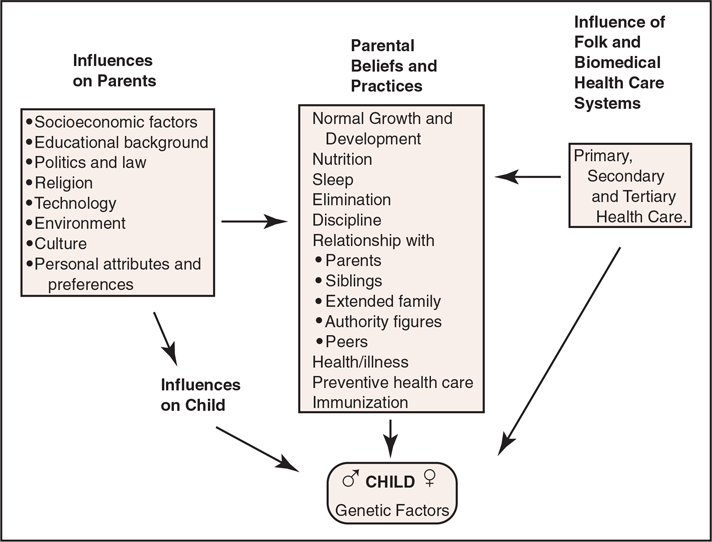 Influences
on Parents
•Socioeconomic factors
•Educational background
•Politics and law
•Religion
•Technology
•Environment
•Culture
•Personal attributes and
preferences
Influences
on Child
Parental
Beliefs and
Practices
Normal Growth and
Development
Nutrition
Sleep
Elimination
Discipline
Relationship with
• Parents
• Siblings
• Extended family
• Authority figures
• Peers
Health/illness
Preventive health care
Immunization
Influence of
Folk and
Biomedical
Health Care
Systems
Primary,
Secondary
and Tertiary
Health Care.
♂ CHILD ♀
Genetic Factors